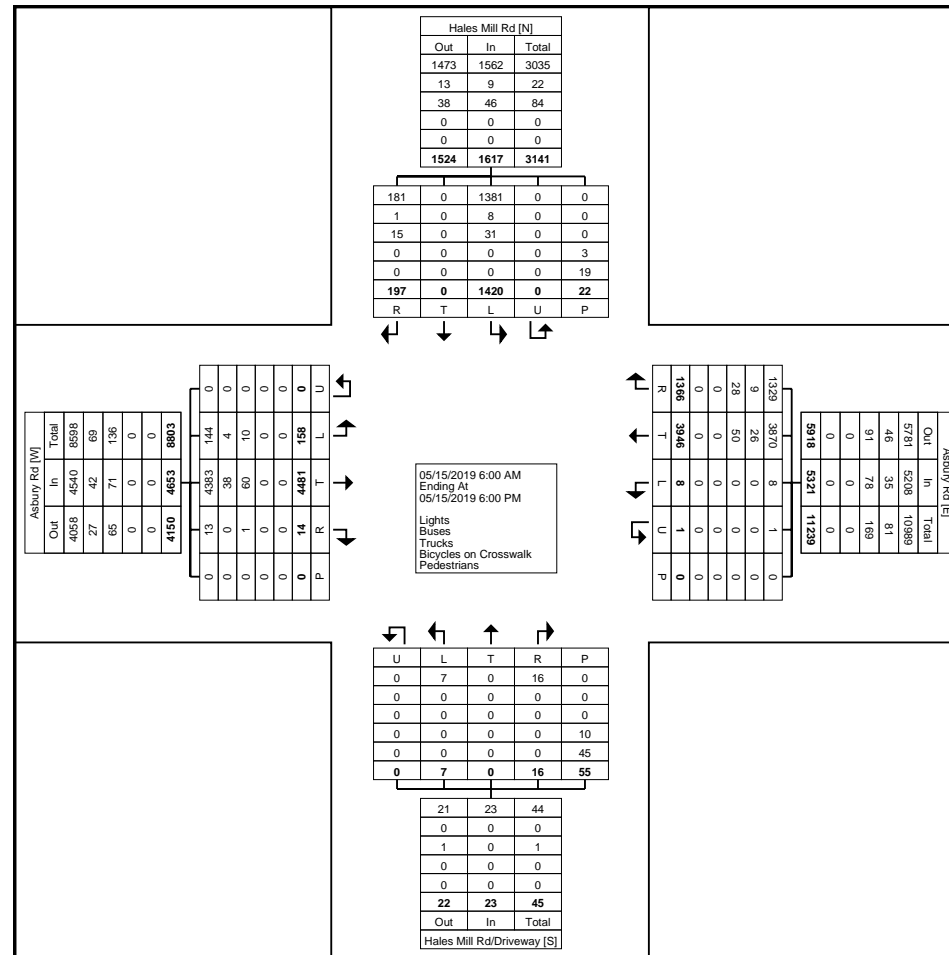 Hales Mill Rd [N]
Out In Total
1473 1562 3035
13 9 22
38 46 84
0 0 0
0 0 0
1524 1617 3141
181 0 1381 0 0
1 0 8 0 0
15 0 31 0 0
0 0 0 0 3
0 0 0 0 19
197 0 1420 0 22
R T L U P
Asbury Rd [W]
Total In Out
8598 4540 4058
69 42 27
136 71 65
0 0 0
0 0 0
8803 4653 4150
0 144 4383 13 0
0 4 38 0 0
0 10 60 1 0
0 0 0 0 0
0 0 0 0 0
0 158 4481 14 0
U L T R P
05/15/2019 6:00 AM
Ending At
05/15/2019 6:00 PM
Lights
Buses
Trucks
Bicycles on Crosswalk
Pedestrians
R T L U P
1366 3946 8 1 0
0 0 0 0 0
0 0 0 0 0
28 50 0 0 0
9 26 0 0 0
1329 3870 8 1 0
5918 5321 11239
0 0 0
0 0 0
91 78 169
46 35 81
5781 5208 10989
Out In Total
Asbury Rd [E]
U L T R P
0 7 0 16 0
0 0 0 0 0
0 0 0 0 0
0 0 0 0 10
0 0 0 0 45
0 7 0 16 55
21 23 44
0 0 0
1 0 1
0 0 0
0 0 0
22 23 45
Out In Total
Hales Mill Rd/Driveway [S]